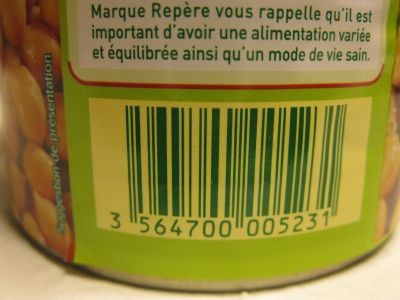 Marque Repère vous rappelle qu'il est
important d'avoir une alimentation variée
et équilibrée ainsi qu'un mode de vie sain.
Suggestion de présentation
3 564700 005231